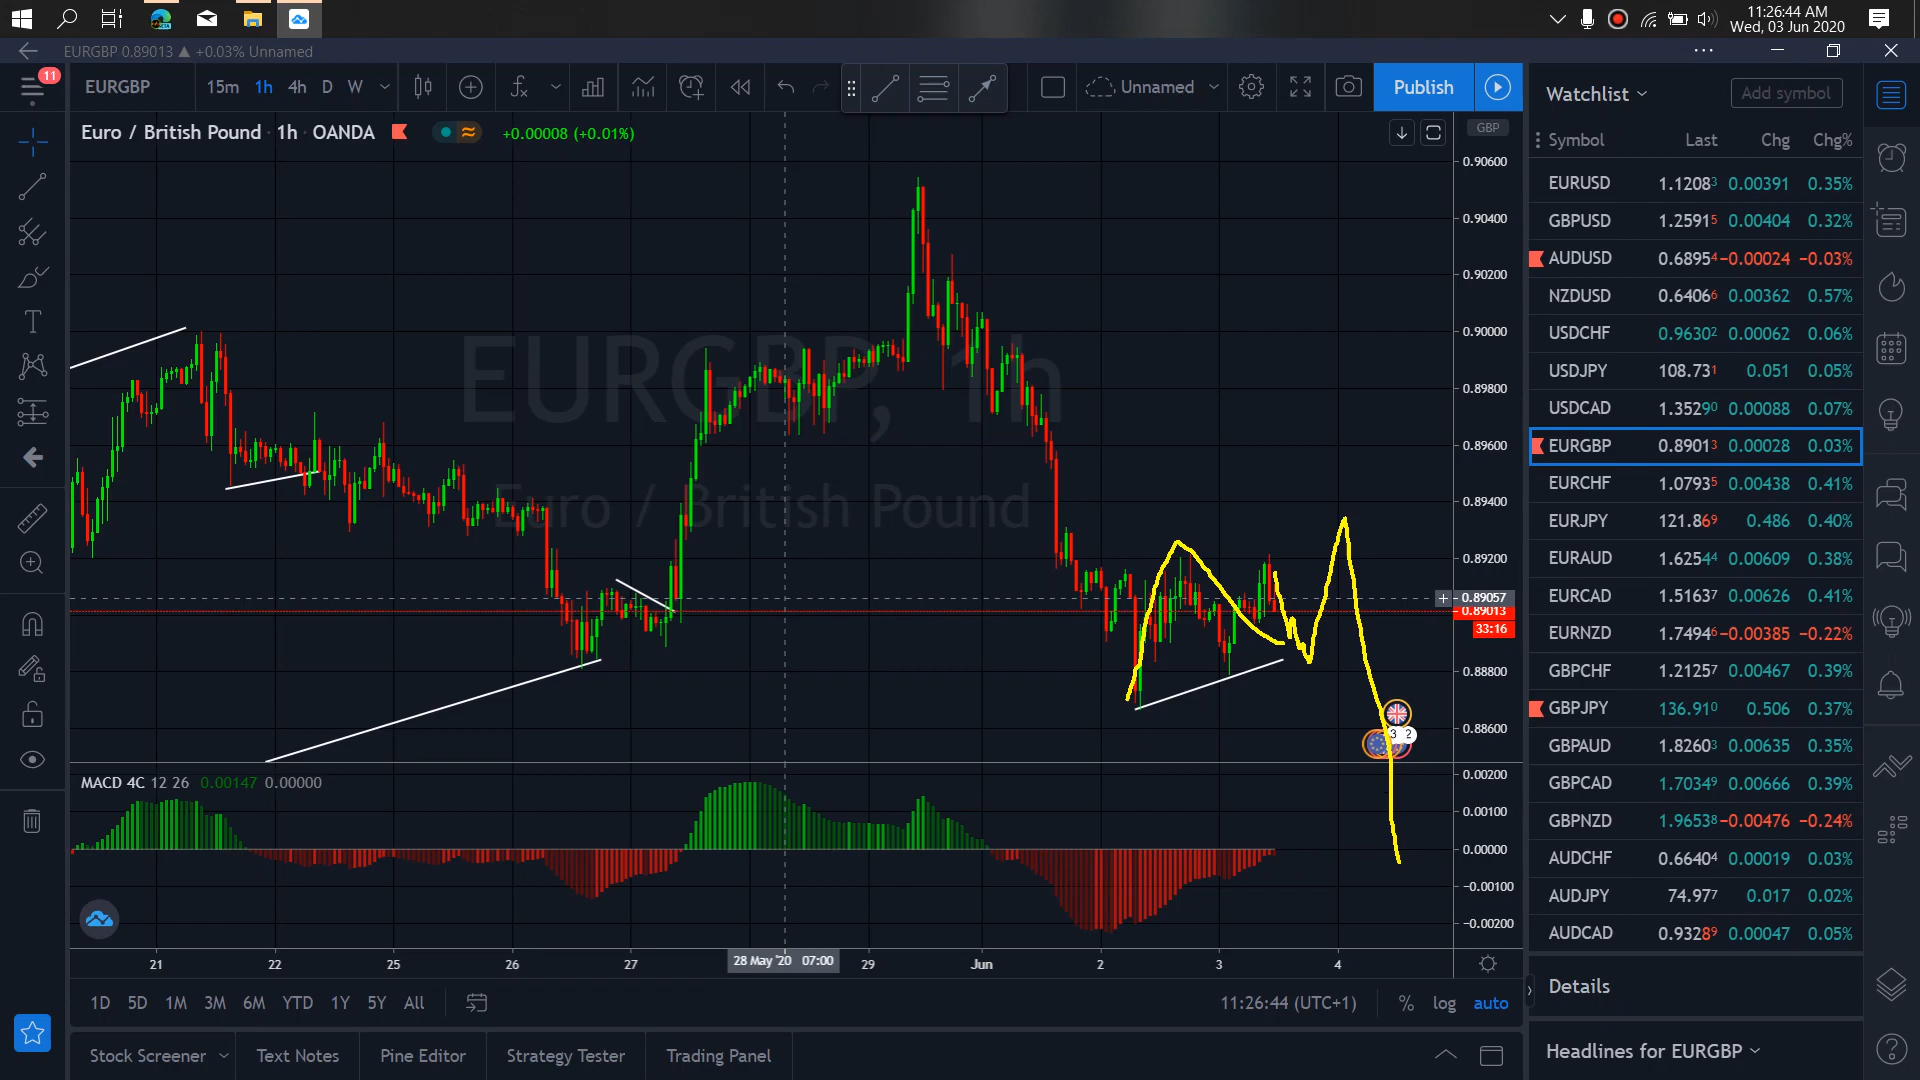 11:26:44 AM
Wed, 03 Jun 2020
EURGBP 0.89013 ▲ +0.03% Unnamed
11
EURGBP 15m 1h 4h D W Unnamed Publish
Euro / British Pound · 1h · OANDA +0.00008 (+0.01%)
GBP
EURGBP, 1h
Euro / British Pound
0.90600
0.90400
0.90200
0.90000
0.89800
0.89600
0.89400
0.89200
0.89057
0.89013
33:16
0.88800
0.88600
3 2
MACD 4C 12 26 0.00147 0.00000
0.00200
0.00100
0.00000
−0.00100
−0.00200
21 22 25 26 27 28 May '20 07:00 29 Jun 2 3 4
1D 5D 1M 3M 6M YTD 1Y 5Y All
11:26:44 (UTC+1) % log auto
Stock Screener Text Notes Pine Editor Strategy Tester Trading Panel
Watchlist Add symbol
Symbol Last Chg Chg%
EURUSD 1.12083 0.00391 0.35%
GBPUSD 1.25915 0.00404 0.32%
AUDUSD 0.68954 −0.00024 −0.03%
NZDUSD 0.64066 0.00362 0.57%
USDCHF 0.96302 0.00062 0.06%
USDJPY 108.731 0.051 0.05%
USDCAD 1.35290 0.00088 0.07%
EURGBP 0.89013 0.00028 0.03%
EURCHF 1.07935 0.00438 0.41%
EURJPY 121.869 0.486 0.40%
EURAUD 1.62544 0.00609 0.38%
EURCAD 1.51637 0.00626 0.41%
EURNZD 1.74946 −0.00385 −0.22%
GBPCHF 1.21257 0.00467 0.39%
GBPJPY 136.910 0.506 0.37%
GBPAUD 1.82603 0.00635 0.35%
GBPCAD 1.70349 0.00666 0.39%
GBPNZD 1.96538 −0.00476 −0.24%
AUDCHF 0.66404 0.00019 0.03%
AUDJPY 74.977 0.017 0.02%
AUDCAD 0.93289 0.00047 0.05%
Details
Headlines for EURGBP